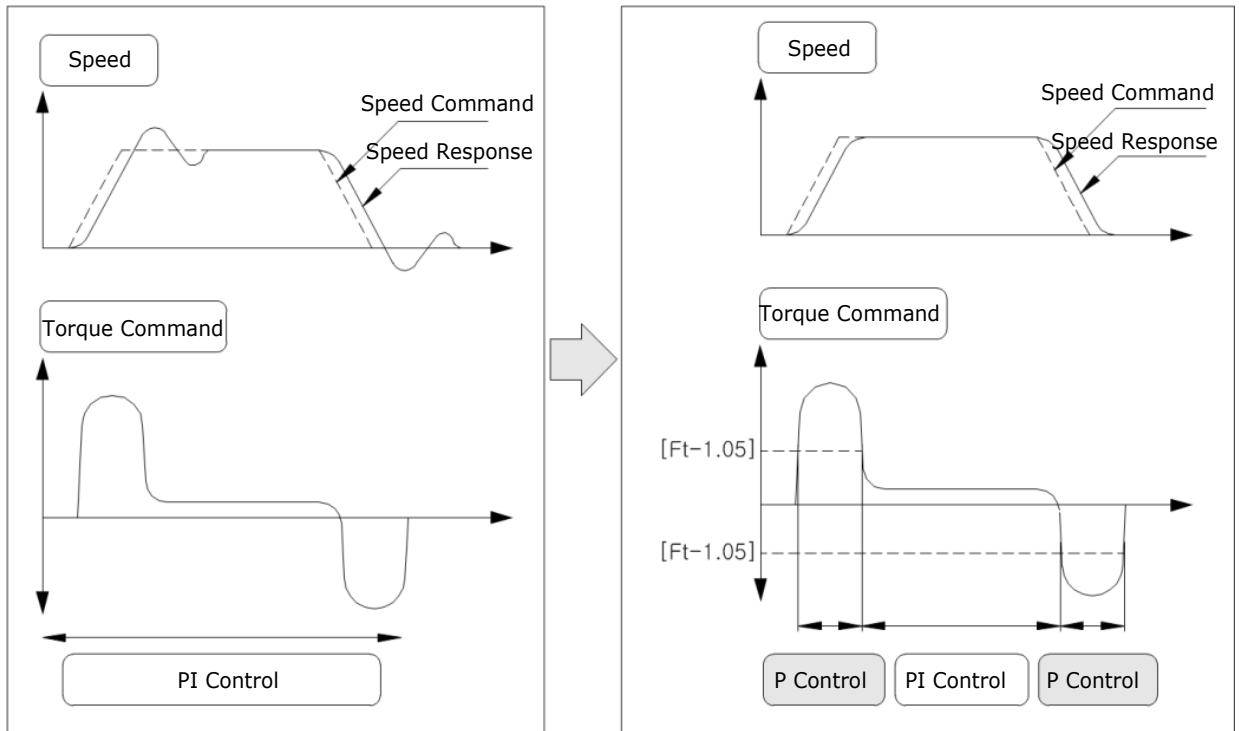 Speed
Speed Command
Speed Response
Torque Command
PI Control
Speed
Speed Command
Speed Response
Torque Command
[Ft-1.05]
[Ft-1.05]
P Control
PI Control
P Control